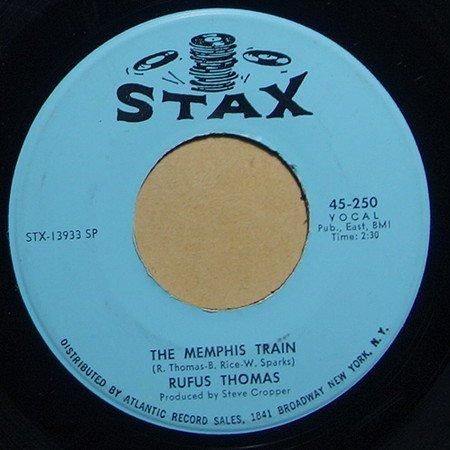 STAX
STX-13933 SP
45-250
VOCAL
Pub., East, BMI
Time: 2:30
THE MEMPHIS TRAIN
(R. Thomas-B. Rice-W. Sparks)
RUFUS THOMAS
Produced by Steve Cropper
DISTRIBUTED BY ATLANTIC RECORD SALES, 1841 BROADWAY NEW YORK, N.Y.